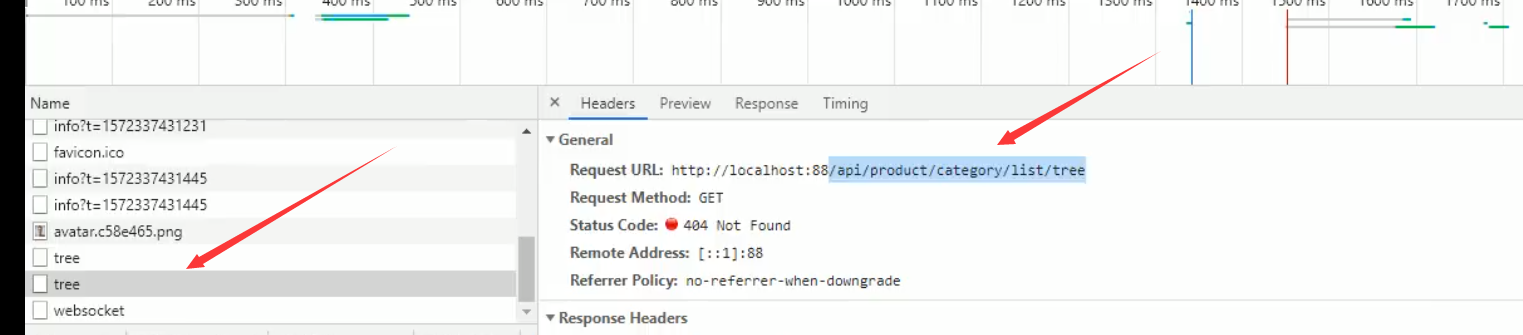 100 ms 200 ms 300 ms 400 ms 500 ms 600 ms 700 ms 800 ms 900 ms 1000 ms 1100 ms 1200 ms 1300 ms 1400 ms 1500 ms 1600 ms 1700 ms
Name
× Headers Preview Response Timing
info?t=1572337431231
favicon.ico
info?t=1572337431445
info?t=1572337431445
avatar.c58e465.png
tree
tree
websocket
General
Request URL: http://localhost:88/api/product/category/list/tree
Request Method: GET
Status Code: 404 Not Found
Remote Address: [::1]:88
Referrer Policy: no-referrer-when-downgrade
Response Headers